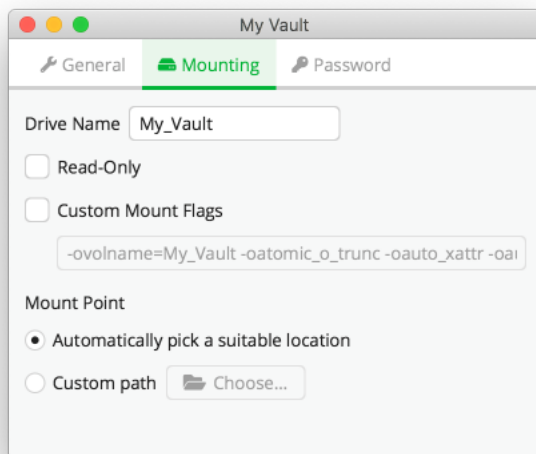 My Vault
General Mounting Password
Drive Name My_Vault
Read-Only
Custom Mount Flags
-ovolname=My_Vault -oatomic_o_trunc -oauto_xattr
Mount Point
Automatically pick a suitable location
Custom path Choose...